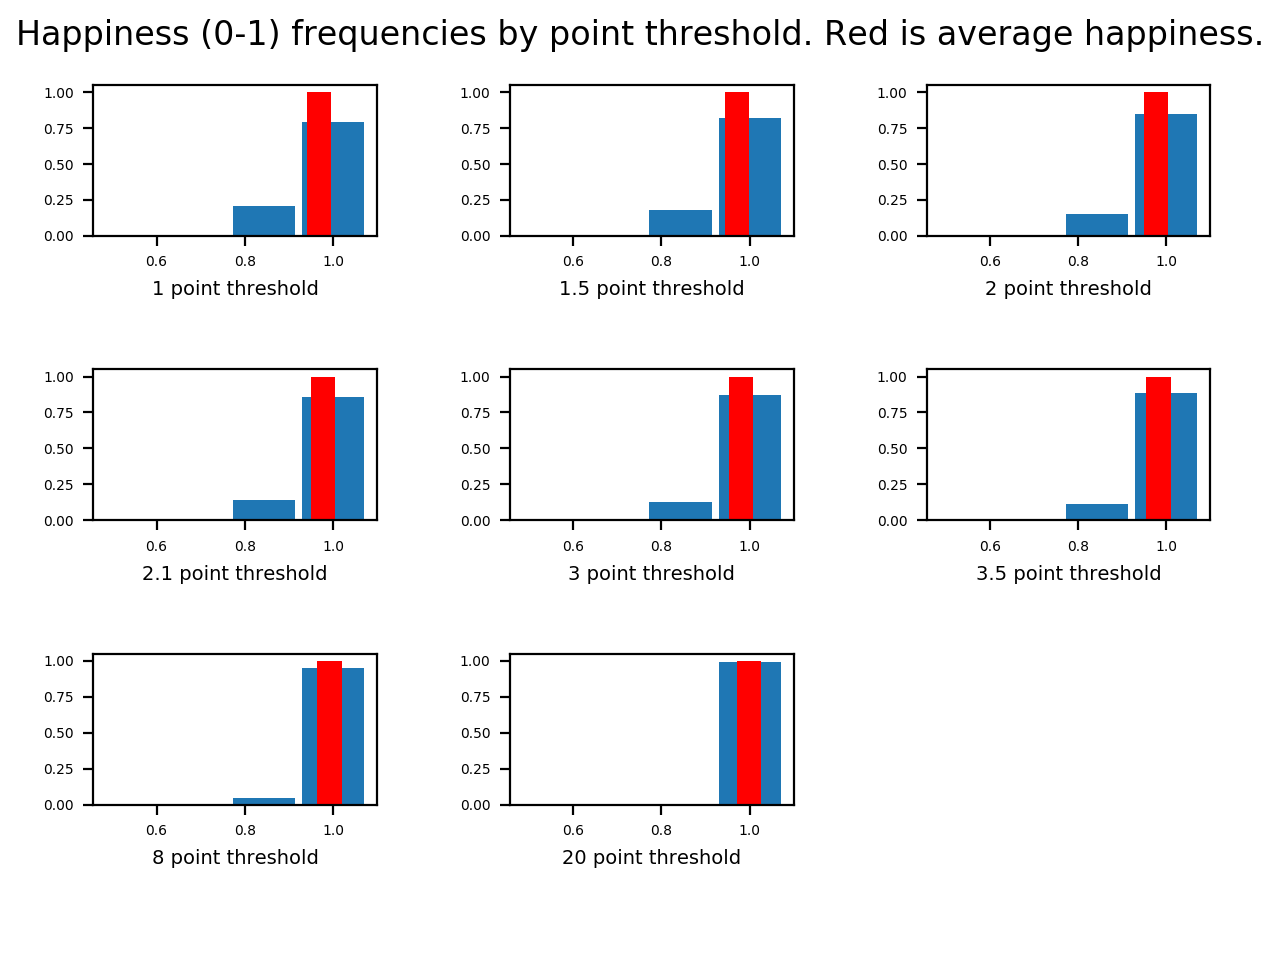 Happiness (0-1) frequencies by point threshold. Red is average happiness.
1.00 1.00 1.00
0.75 0.75 0.75
0.50 0.50 0.50
0.25 0.25 0.25
0.00 0.00 0.00
0.6 0.8 1.0 0.6 0.8 1.0 0.6 0.8 1.0
1 point threshold 1.5 point threshold 2 point threshold
1.00 1.00 1.00
0.75 0.75 0.75
0.50 0.50 0.50
0.25 0.25 0.25
0.00 0.00 0.00
0.6 0.8 1.0 0.6 0.8 1.0 0.6 0.8 1.0
2.1 point threshold 3 point threshold 3.5 point threshold
1.00 1.00
0.75 0.75
0.50 0.50
0.25 0.25
0.00 0.00
0.6 0.8 1.0 0.6 0.8 1.0
8 point threshold 20 point threshold